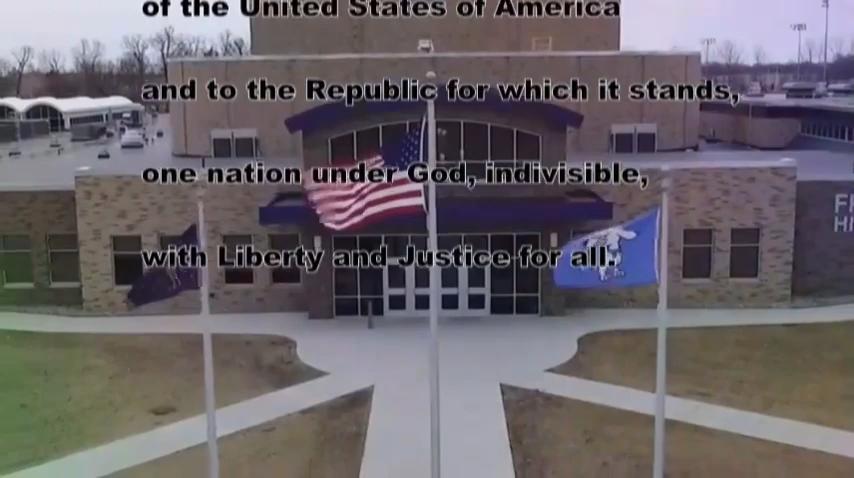 of the United States of America
and to the Republic for which it stands,
one nation under God, indivisible,
with Liberty and Justice for all.